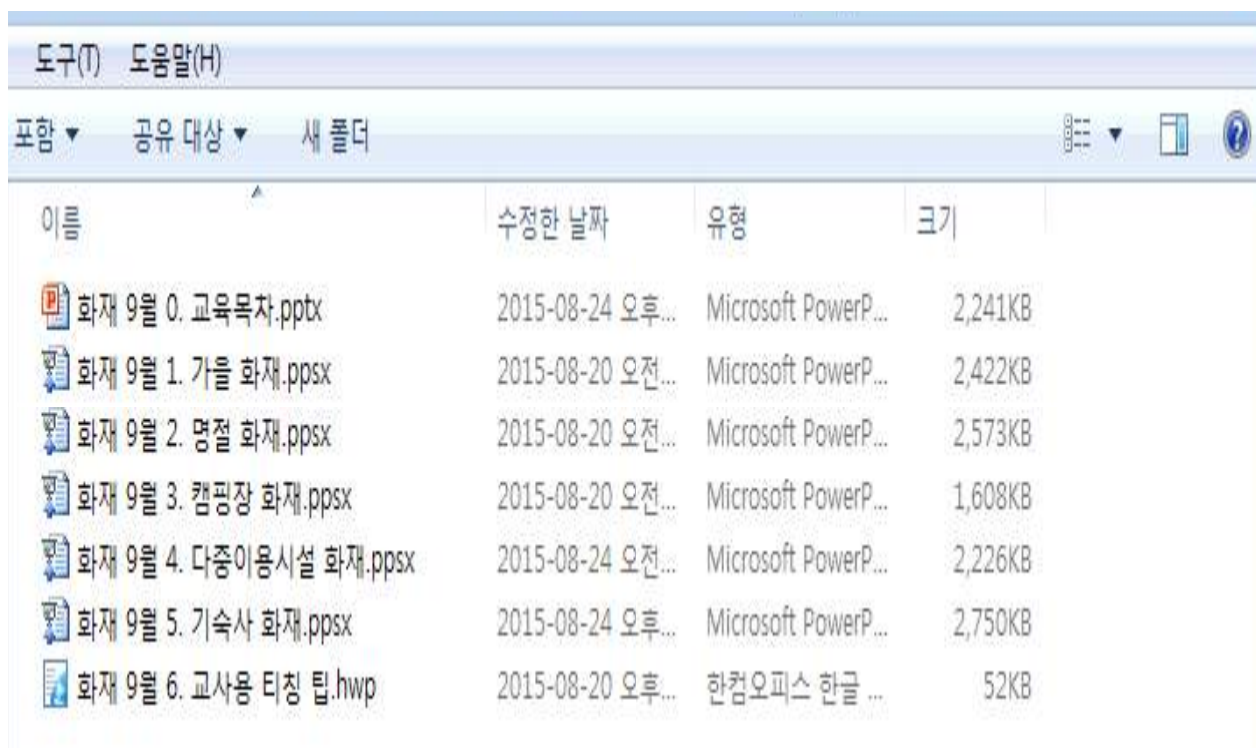 도구(T) 도움말(H)
포함 공유 대상 새 폴더
이름 수정한 날짜 유형 크기
화재 9월 0. 교육목차.pptx 2015-08-24 오후... Microsoft PowerP... 2,241KB
화재 9월 1. 가을 화재.ppsx 2015-08-20 오전... Microsoft PowerP... 2,422KB
화재 9월 2. 명절 화재.ppsx 2015-08-20 오전... Microsoft PowerP... 2,573KB
화재 9월 3. 캠핑장 화재.ppsx 2015-08-20 오전... Microsoft PowerP... 1,608KB
화재 9월 4. 다중이용시설 화재.ppsx 2015-08-24 오전... Microsoft PowerP... 2,226KB
화재 9월 5. 기숙사 화재.ppsx 2015-08-24 오후... Microsoft PowerP... 2,750KB
화재 9월 6. 교사용 티칭 팁.hwp 2015-08-20 오후... 한컴오피스 한글 ... 52KB